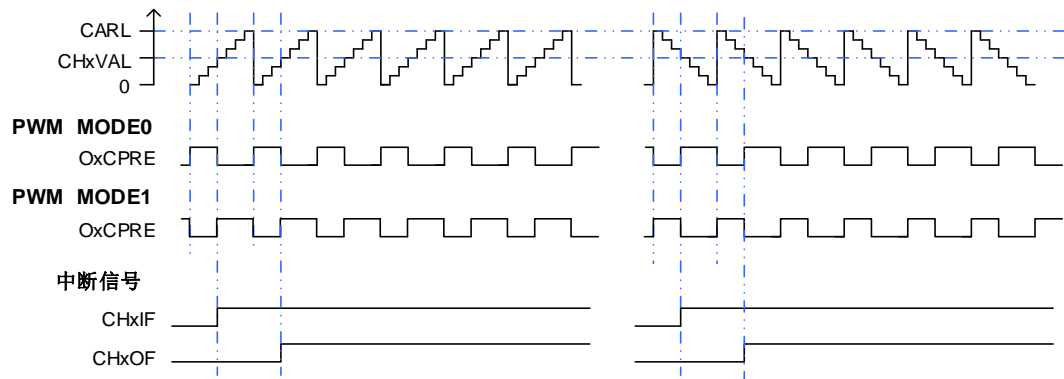 CARL
CHxVAL
0
PWM MODE0
OxCPRE
PWM MODE1
OxCPRE
中断信号
CHxIF
CHxOF